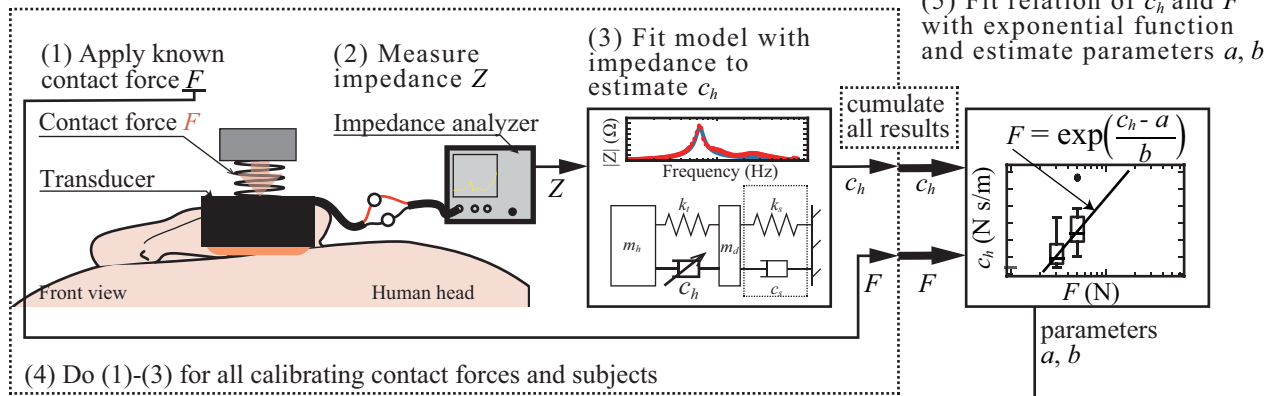 (5) Fit relation of c_h and F
with exponential function
and estimate parameters a, b
(1) Apply known
contact force F
(2) Measure
impedance Z
(3) Fit model with
impedance to
estimate c_h
Contact force F
Transducer
Impedance analyzer
Z
|Z| (Ω)
Frequency (Hz)
m_h
k_t
m_d
k_s
c_h
c_s
cumulate
all results
c_h
c_h
F
F
F = exp(\frac{c_h - a}{b})
c_h (N s/m)
F (N)
Front view
Human head
parameters
a, b
(4) Do (1)-(3) for all calibrating contact forces and subjects